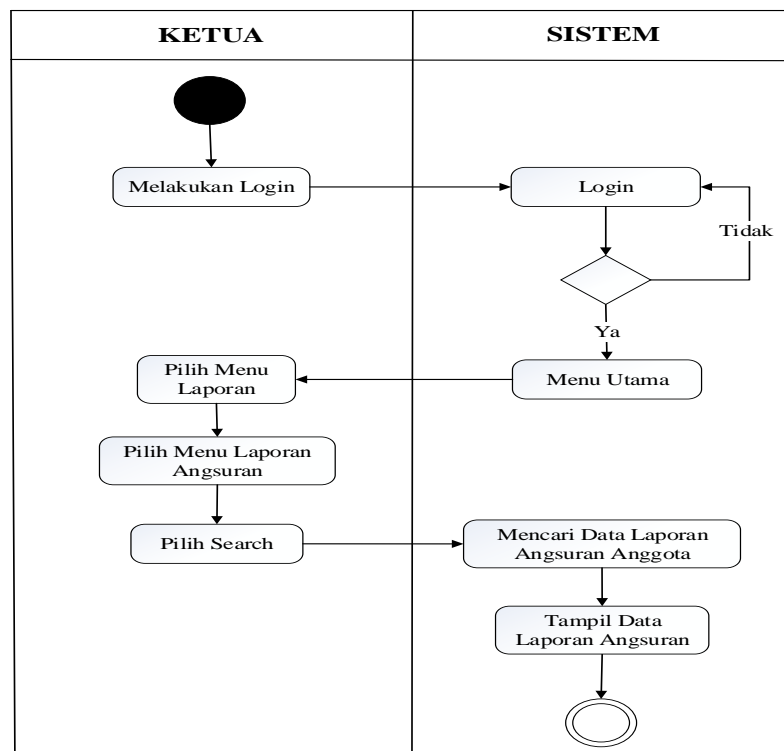 KETUA
SISTEM
Melakukan Login
Login
Tidak
Ya
Pilih Menu
Laporan
Menu Utama
Pilih Menu Laporan
Angsuran
Pilih Search
Mencari Data Laporan
Angsuran Anggota
Tampil Data
Laporan Angsuran